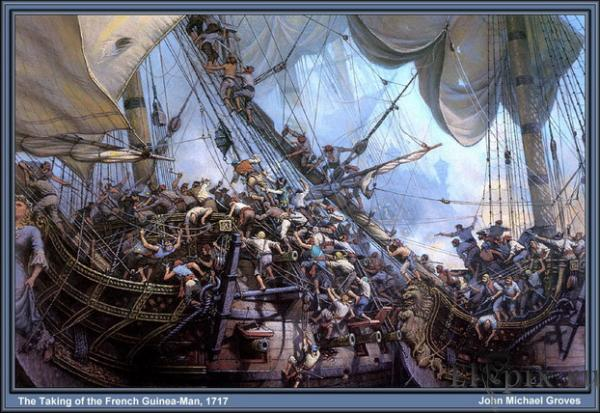 The Taking of the French Guinea-Man, 1717
John Michael Groves